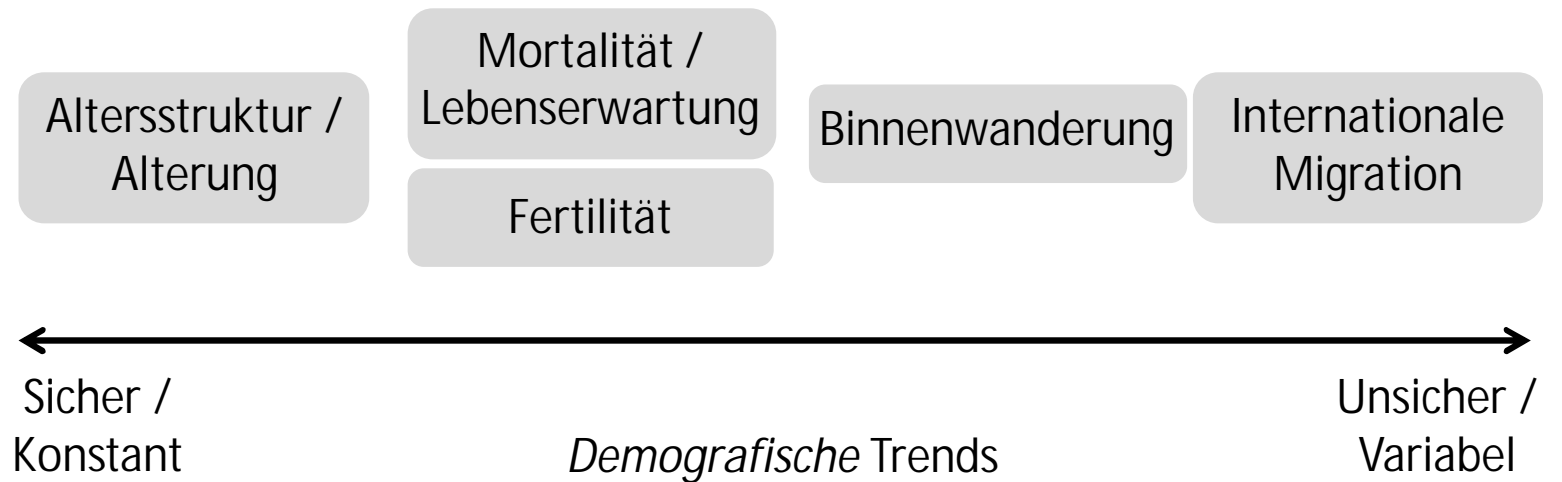 Altersstruktur /
Alterung
Mortalität /
Lebenserwartung
Fertilität
Binnenwanderung
Internationale
Migration
Sicher /
Konstant
Demografische Trends
Unsicher /
Variabel